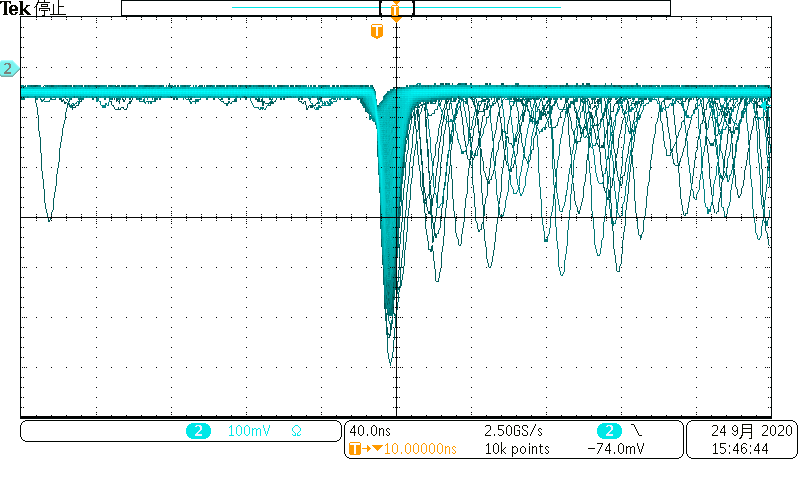 Tek 停止
T
T
2
2 100mV Ω
40.0ns 2.50GS/s 2
T→▼10.00000ns 10k points -74.0mV
24 9月 2020
15:46:44